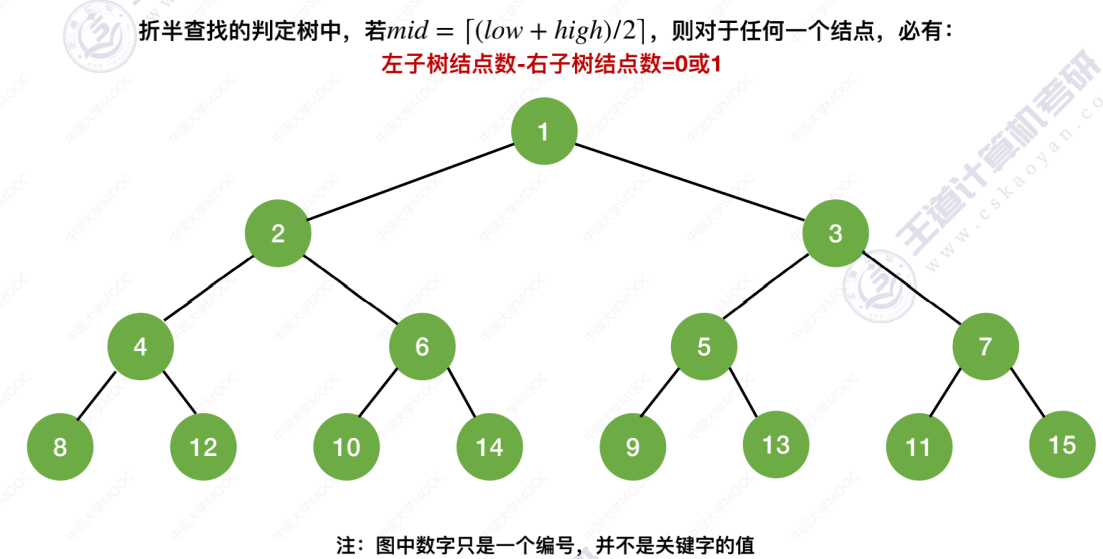 折半查找的判定树中，若mid = ⌈(low + high)/2⌉，则对于任何一个结点，必有：
左子树结点数-右子树结点数=0或1
1
2
3
4
6
5
7
8
12
10
14
9
13
11
15
王道计算机考研
www.cskaoyan.co
中国大学MOOC
注：图中数字只是一个编号，并不是关键字的值